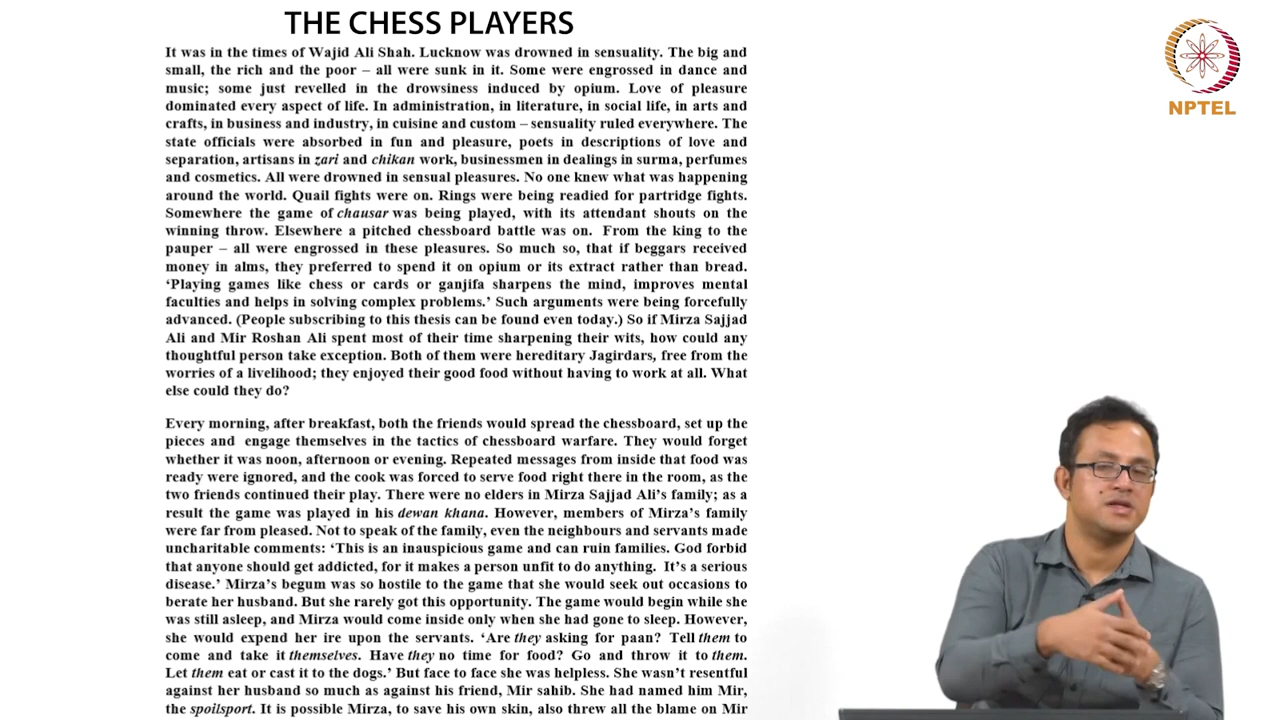 THE CHESS PLAYERS
It was in the times of Wajid Ali Shah. Lucknow was drowned in sensuality. The big and
small, the rich and the poor – all were sunk in it. Some were engrossed in dance and
music; some just revelled in the drowsiness induced by opium. Love of pleasure
dominated every aspect of life. In administration, in literature, in social life, in arts and
crafts, in business and industry, in cuisine and custom – sensuality ruled everywhere. The
state officials were absorbed in fun and pleasure, poets in descriptions of love and
separation, artisans in zari and chikan work, businessmen in dealings in surma, perfumes
and cosmetics. All were drowned in sensual pleasures. No one knew what was happening
around the world. Quail fights were on. Rings were being readied for partridge fights.
Somewhere the game of chausar was being played, with its attendant shouts on the
winning throw. Elsewhere a pitched chessboard battle was on. From the king to the
pauper – all were engrossed in these pleasures. So much so, that if beggars received
money in alms, they preferred to spend it on opium or its extract rather than bread.
‘Playing games like chess or cards or ganjifa sharpens the mind, improves mental
faculties and helps in solving complex problems.’ Such arguments were being forcefully
advanced. (People subscribing to this thesis can be found even today.) So if Mirza Sajjad
Ali and Mir Roshan Ali spent most of their time sharpening their wits, how could any
thoughtful person take exception. Both of them were hereditary Jagirdars, free from the
worries of a livelihood; they enjoyed their good food without having to work at all. What
else could they do?
Every morning, after breakfast, both the friends would spread the chessboard, set up the
pieces and engage themselves in the tactics of chessboard warfare. They would forget
whether it was noon, afternoon or evening. Repeated messages from inside that food was
ready were ignored, and the cook was forced to serve food right there in the room, as the
two friends continued their play. There were no elders in Mirza Sajjad Ali’s family; as a
result the game was played in his dewan khana. However, members of Mirza’s family
were far from pleased. Not to speak of the family, even the neighbours and servants made
uncharitable comments: ‘This is an inauspicious game and can ruin families. God forbid
that anyone should get addicted, for it makes a person unfit to do anything. It’s a serious
disease.’ Mirza’s begum was so hostile to the game that she would seek out occasions to
berate her husband. But she rarely got this opportunity. The game would begin while she
was still asleep, and Mirza would come inside only when she had gone to sleep. However,
she would expend her ire upon the servants. ‘Are they asking for paan? Tell them to
come and take it themselves. Have they no time for food? Go and throw it to them.
Let them eat or cast it to the dogs.’ But face to face she was helpless. She wasn’t resentful
against her husband so much as against his friend, Mir sahib. She had named him Mir,
the spoilsport. It is possible Mirza, to save his own skin, also threw all the blame on Mir
NPTEL